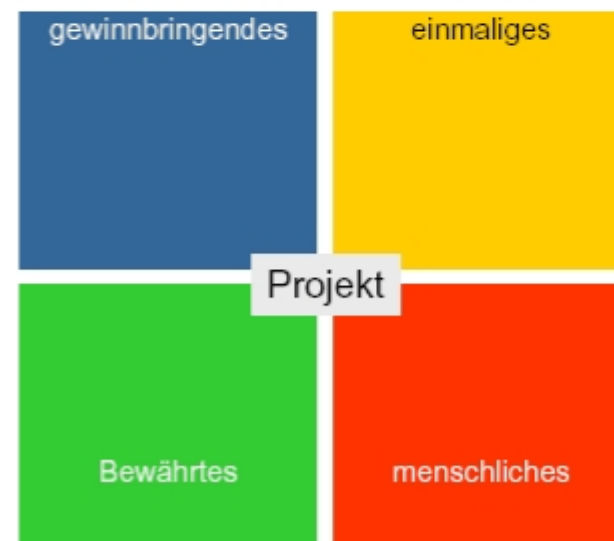 gewinnbringendes
einmaliges
Projekt
Bewährtes
menschliches